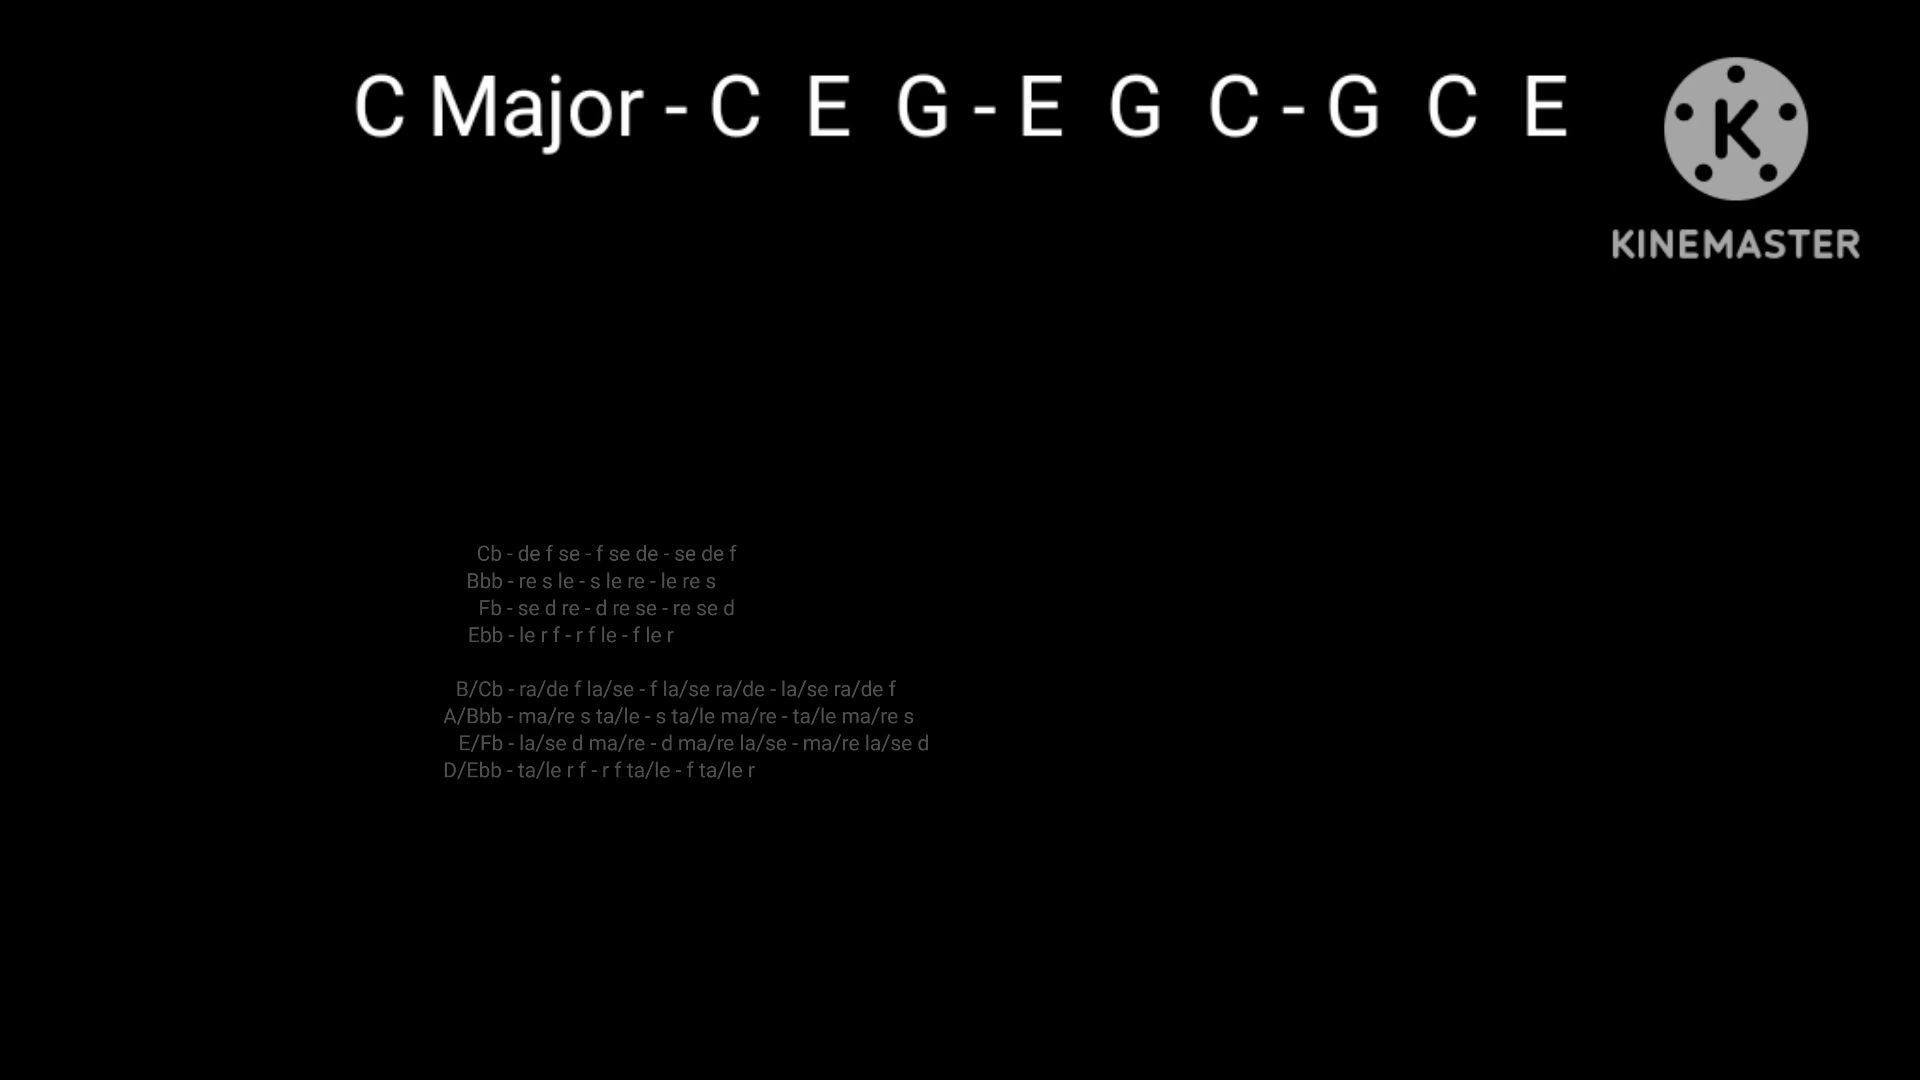 C Major - C E G - E G C - G C E
K
KINEMASTER
Cb - de f se - f se de - se de f
Bbb - re s le - s le re - le re s
Fb - se d re - d re se - re se d
Ebb - le r f - r f le - f le r
B/Cb - ra/de f la/se - f la/se ra/de - la/se ra/de f
A/Bbb - ma/re s ta/le - s ta/le ma/re - ta/le ma/re s
E/Fb - la/se d ma/re - d ma/re la/se - ma/re la/se d
D/Ebb - ta/le r f - r f ta/le - f ta/le r